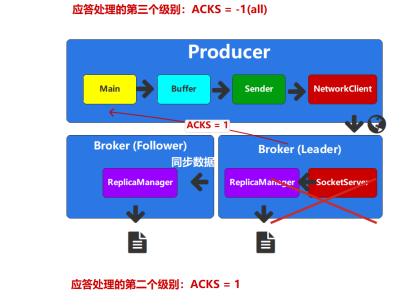 应答处理的第三个级别：ACKS = -1(all)
Producer
Main
Buffer
Sender
NetworkClient
ACKS = 1
Broker (Follower)
Broker (Leader)
同步数据
ReplicaManager
ReplicaManager
SocketServer
应答处理的第二个级别：ACKS = 1